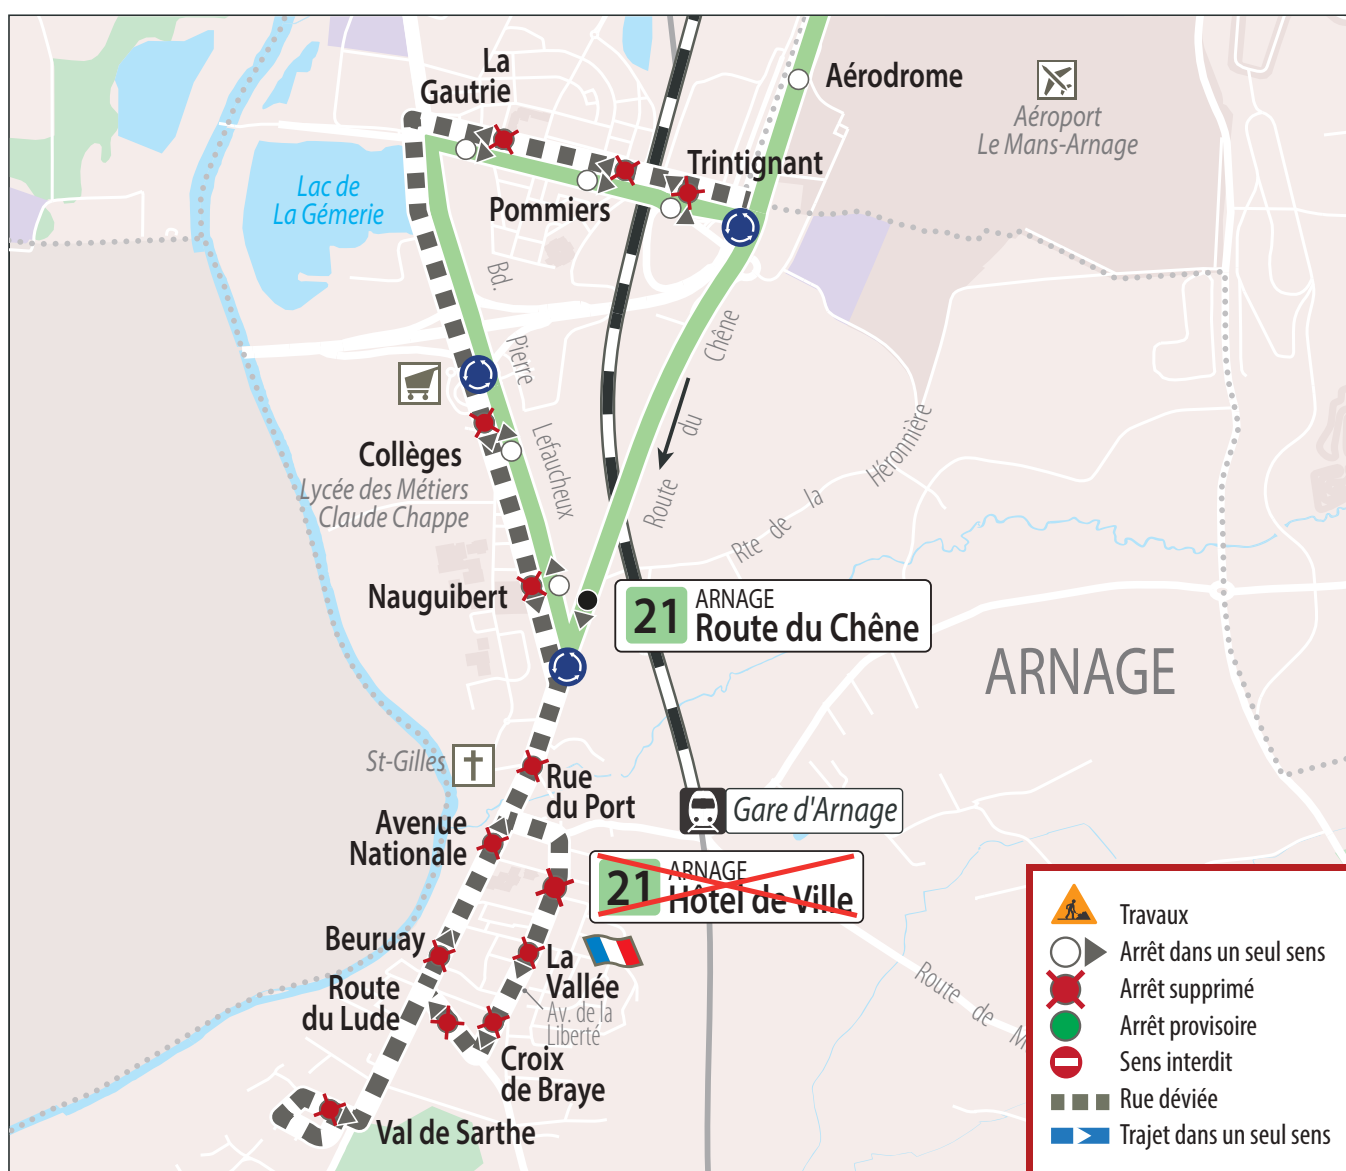 La
Gautrie
Aérodrome
Aéroport
Le Mans-Arnage
Trintignant
Lac de
La Gémerie
Pommiers
Bd.
Pierre
Lefaucheux
Chêne
du
Route
Rte de la Héronnière
Collèges
Lycée des Métiers
Claude Chappe
Nauguibert
21 ARNAGE
Route du Chêne
ARNAGE
St-Gilles
Rue
du Port
Gare d'Arnage
Avenue
Nationale
21 ARNAGE
Hôtel de Ville
Beuruay
La
Vallée
Route
du Lude
Av. de la
Liberté
Croix
de Braye
Val de Sarthe
Route de M
Travaux
Arrêt dans un seul sens
Arrêt supprimé
Arrêt provisoire
Sens interdit
Rue déviée
Trajet dans un seul sens